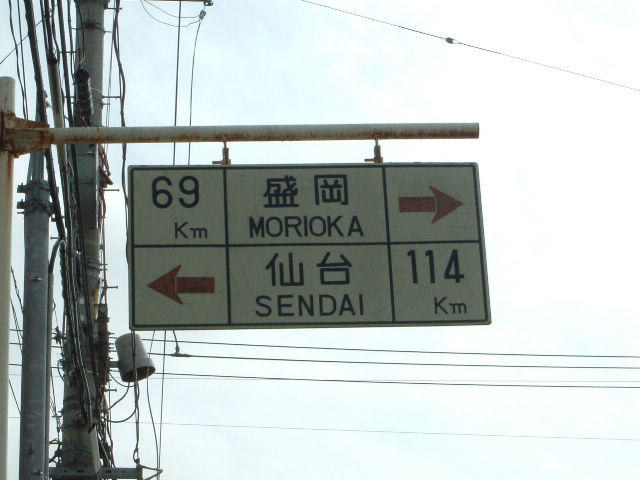 69 Km
盛岡
MORIOKA
仙台
SENDAI
114 Km